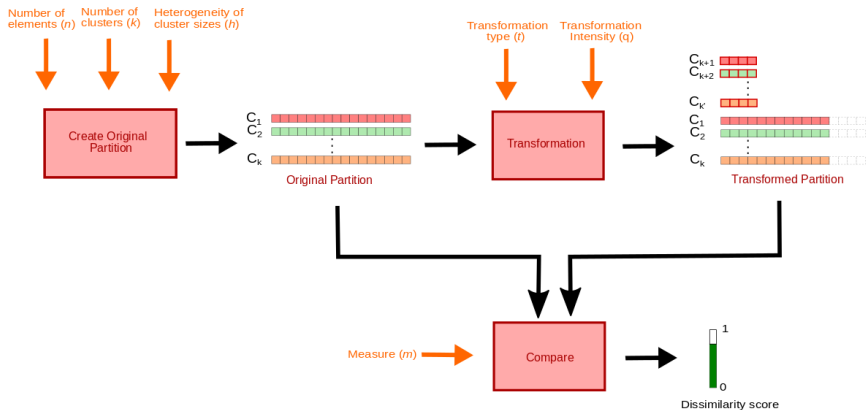 Number of
elements (n)
Number of
clusters (k)
Heterogeneity of
cluster sizes (h)
Transformation
type (t)
Transformation
Intensity (q)
Create Original
Partition
C1
C2
Ck
Original Partition
Transformation
Ck+1
Ck+2
Ck'
C1
C2
Ck
Transformed Partition
Measure (m)
Compare
1
0
Dissimilarity score